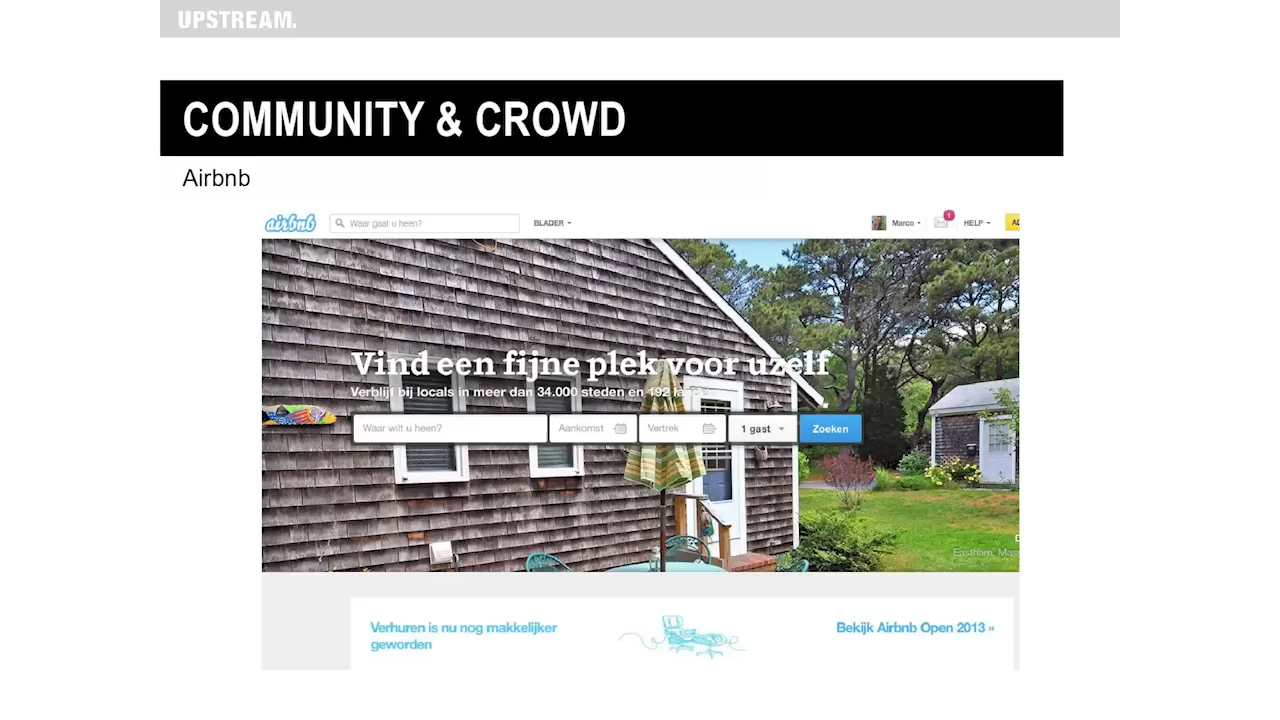 UPSTREAM.
COMMUNITY & CROWD
Airbnb
airbnb
Waar gaat u heen?
BLADER
Marco
1
HELP
Vind een fijne plek voor uzelf
Verblijf bij locals in meer dan 34.000 steden en 192
Waar wilt u heen?
Aankomst
Vertrek
1 gast
Zoeken
Eastham,
Verhuren is nu nog makkelijker
geworden
Bekijk Airbnb Open 2013 »